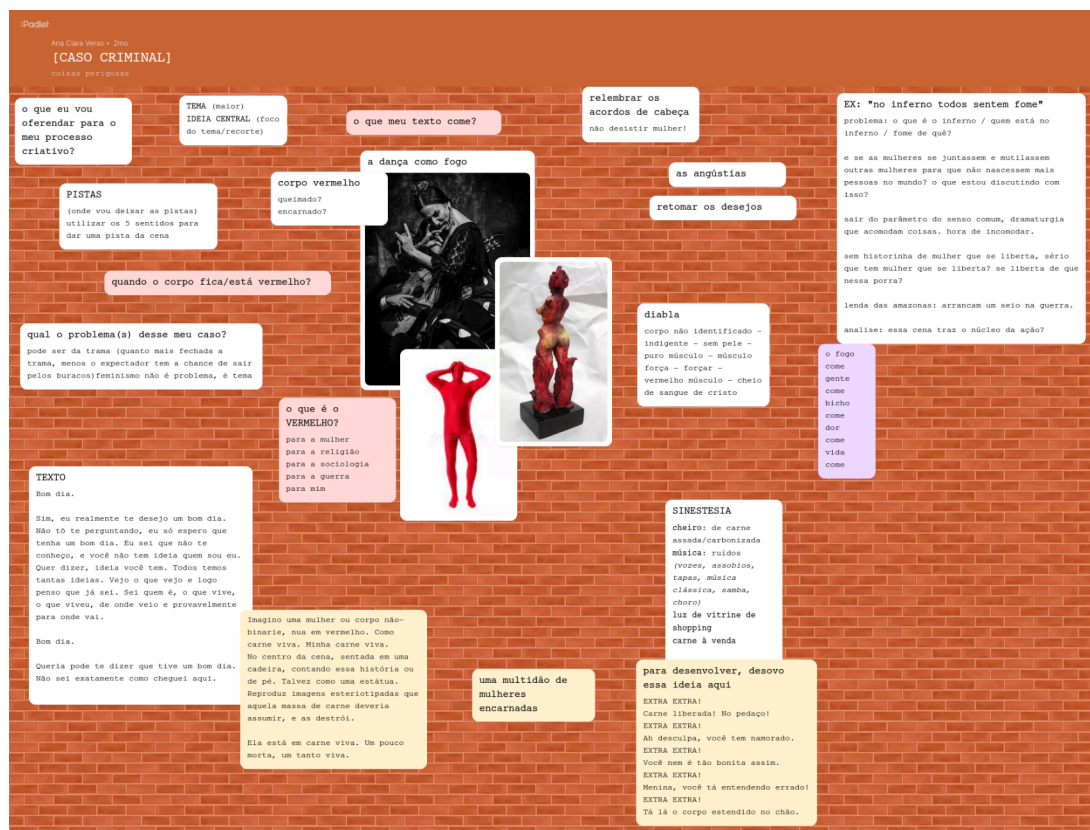 :Padlet
Ana Clara Veras • 2mo
[CASO CRIMINAL]
coisas perigosas
o que eu vou
oferendar para o
meu processo
criativo?
TEMA (maior)
IDEIA CENTRAL (foco
do tema/recorte)
o que meu texto come?
relembrar os
acordos de cabeça
não desistir mulher!
EX: "no inferno todos sentem fome"
problema: o que é o inferno / quem está no
inferno / fome de quê?
e se as mulheres se juntassem e mutilassem
outras mulheres para que não nascessem mais
pessoas no mundo? o que estou discutindo com
isso?
sair do parâmetro do senso comum, dramaturgia
que acomodam coisas. hora de incomodar.
sem historinha de mulher que se liberta, sério
que tem mulher que se liberta? se liberta de que
nessa porra?
lenda das amazonas: arrancam um seio na guerra.
analise: essa cena traz o núcleo da ação?
a dança como fogo
corpo vermelho
queimado?
encarnado?
as angústias
retomar os desejos
PISTAS
(onde vou deixar as pistas)
utilizar os 5 sentidos para
dar uma pista da cena
quando o corpo fica/está vermelho?
qual o problema(s) desse meu caso?
pode ser da trama (quanto mais fechada a
trama, menos o expectador tem a chance de sair
pelos buracos)feminismo não é problema, é tema
diabla
corpo não identificado -
indigente - sem pele -
puro músculo - músculo
força - forçar -
vermelho músculo - cheio
de sangue de cristo
o fogo
come
gente
come
bicho
come
dor
come
vida
come
o que é o
VERMELHO?
para a mulher
para a religião
para a sociologia
para a guerra
para mim
TEXTO
Bom dia.
Sim, eu realmente te desejo um bom dia.
Não tô te perguntando, eu só espero que
tenha um bom dia. Eu sei que não te
conheço, e você não tem ideia quem sou eu.
Quer dizer, ideia você tem. Todos temos
tantas ideias. Vejo o que vejo e logo
penso que já sei. Sei quem é, o que vive,
o que viveu, de onde veio e provavelmente
para onde vai.
Bom dia.
Queria pode te dizer que tive um bom dia.
Não sei exatamente como cheguei aqui.
SINESTESIA
cheiro: de carne
assada/carbonizada
música: ruídos
(vozes, assobios,
tapas, música
clássica, samba,
choro)
luz de vitrine de
shopping
carne à venda
Imagino uma mulher ou corpo não-
binarie, nua em vermelho. Como
carne viva. Minha carne viva.
No centro da cena, sentada em uma
cadeira, contando essa história ou
de pé. Talvez como uma estátua.
Reproduz imagens esteriotipadas que
aquela massa de carne deveria
assumir, e as destrói.
Ela está em carne viva. Um pouco
morta, um tanto viva.
uma multidão de
mulheres
encarnadas
para desenvolver, desovo
essa ideia aqui
EXTRA EXTRA!
Carne liberada! No pedaço!
EXTRA EXTRA!
Ah desculpa, você tem namorado.
EXTRA EXTRA!
Você nem é tão bonita assim.
EXTRA EXTRA!
Menina, você tá entendendo errado!
EXTRA EXTRA!
Tá lá o corpo estendido no chão.